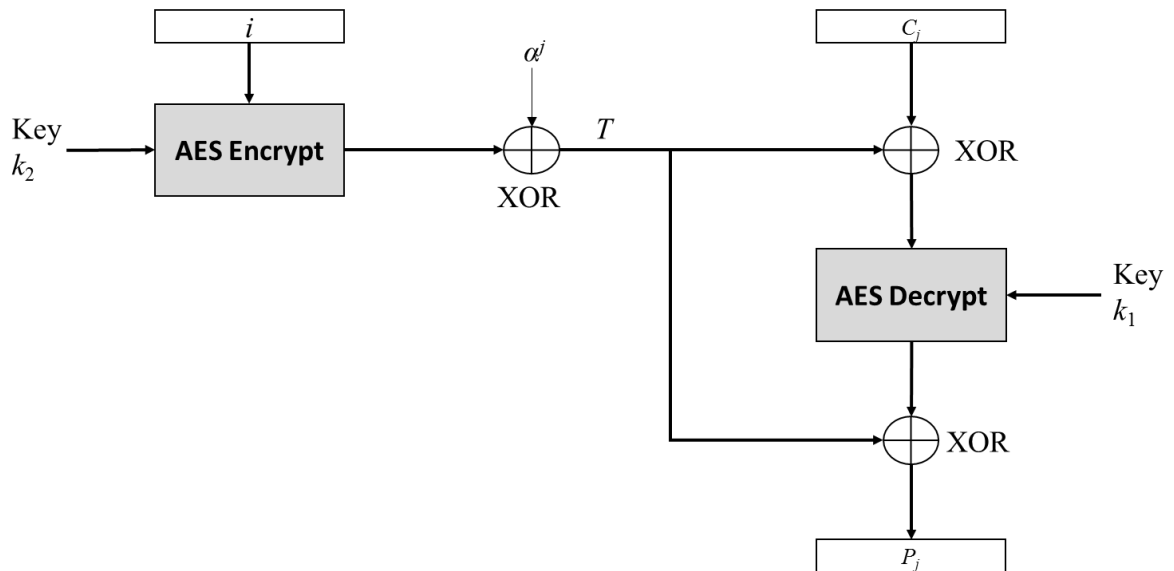 i
C_j
α^j
Key
k_2
AES Encrypt
XOR
T
XOR
AES Decrypt
Key
k_1
XOR
P_j